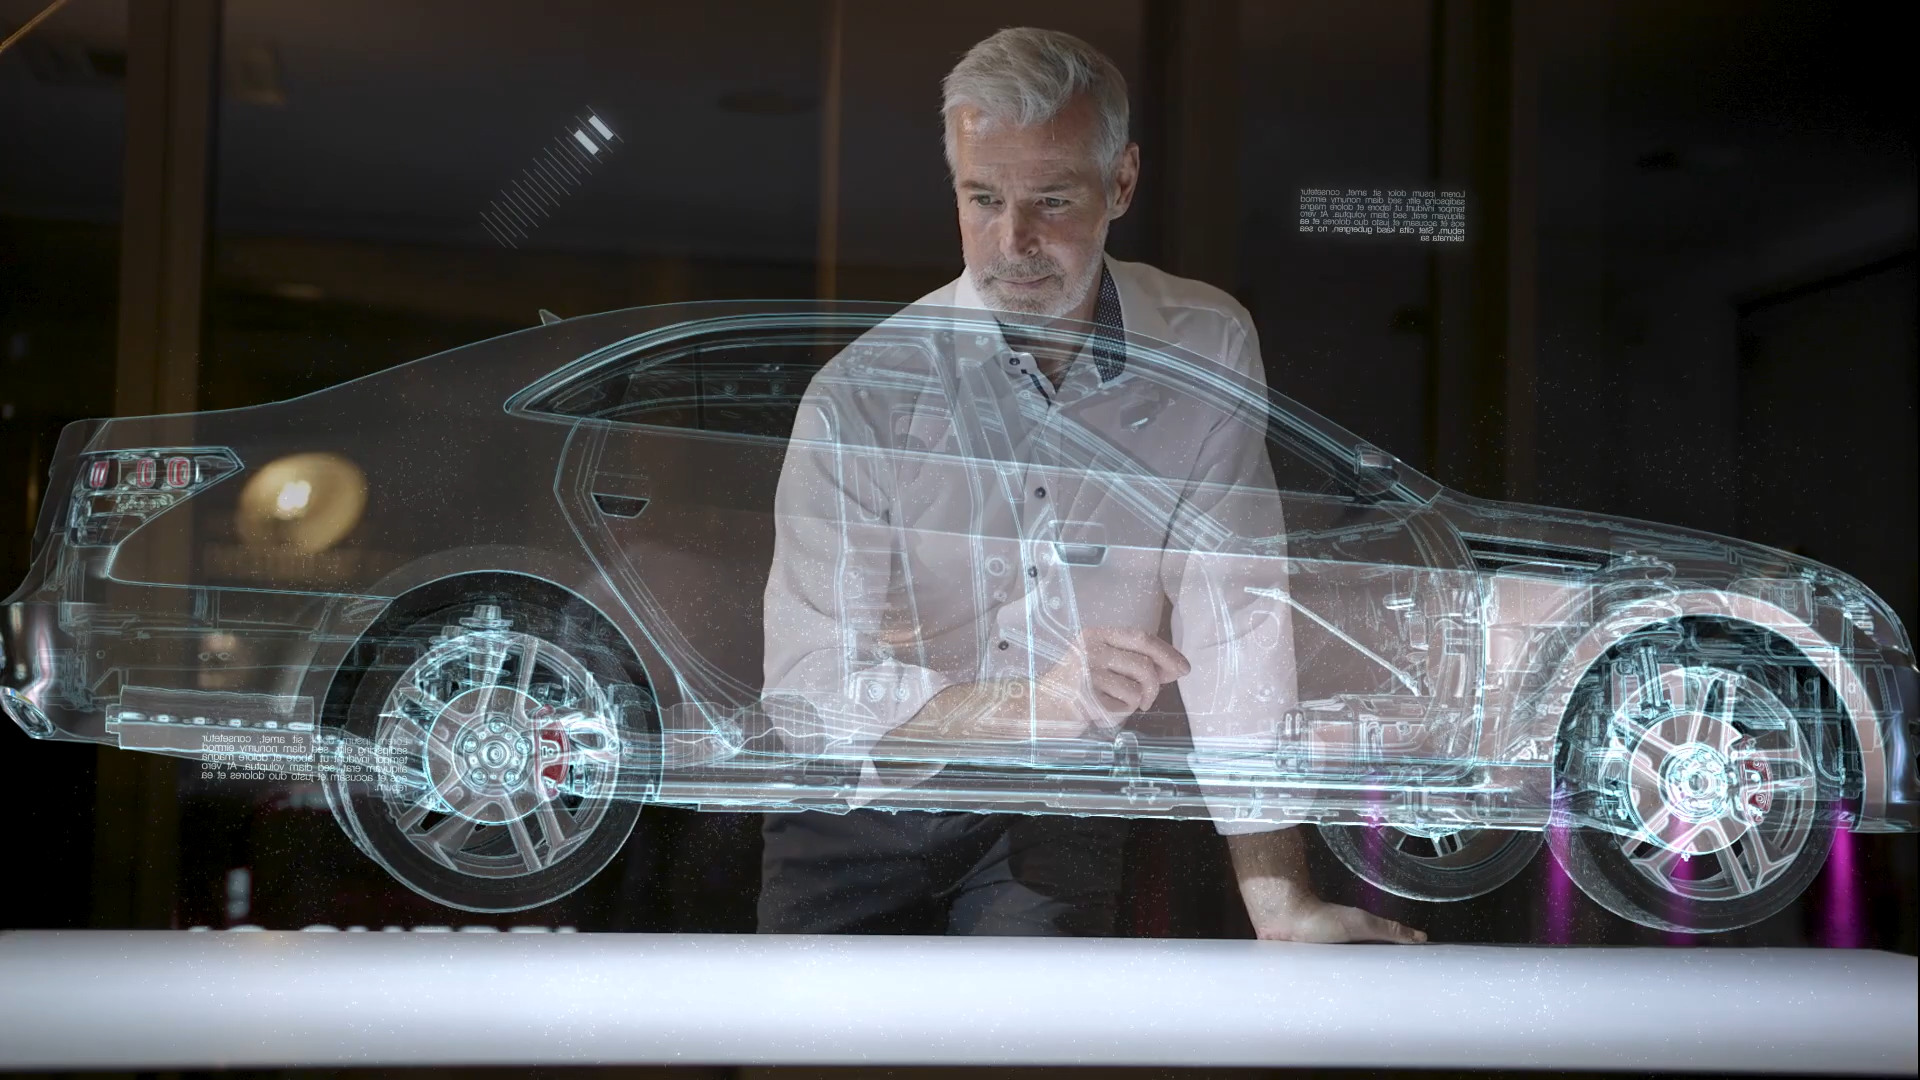 Lorem ipsum dolor sit amet, consetetur
sadipscing elitr, sed diam nonumy eirmod
tempor invidunt ut labore et dolore magna
aliquyam erat, sed diam voluptua. At vero
eos et accusam et justo duo dolores et ea
rebum. Stet clita kasd gubergren, no sea
takimata sa
Lorem ipsum dolor sit amet, consetetur
sadipscing elitr, sed diam nonumy eirmod
tempor invidunt ut labore et dolore magna
aliquyam erat, sed diam voluptua. At vero
eos et accusam et justo duo dolores et ea
rebum.